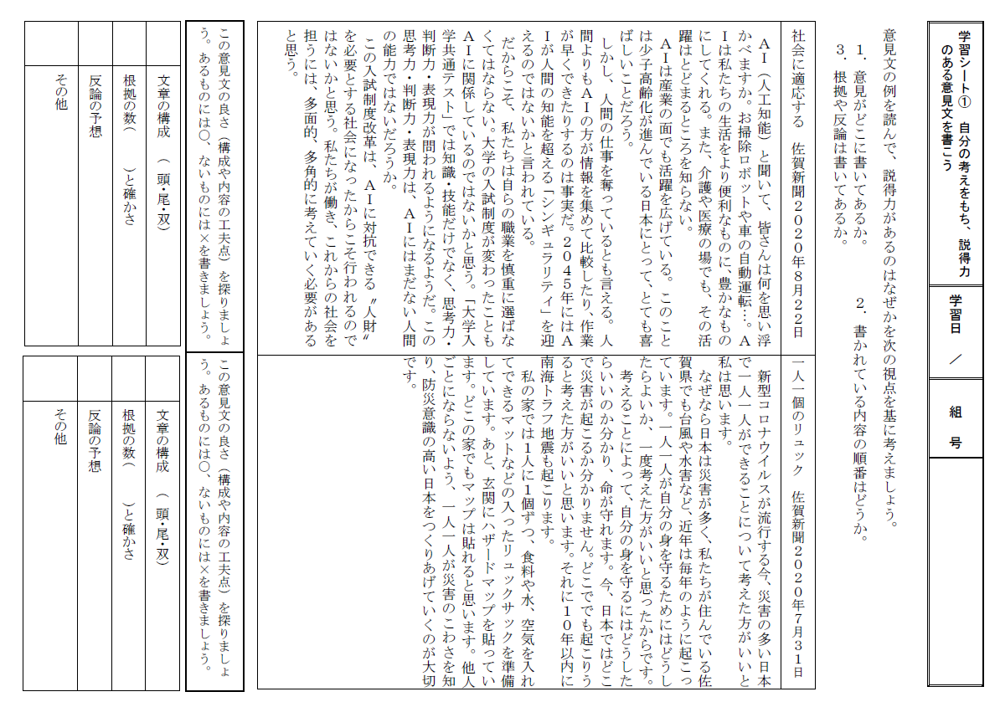 学習シート① 自分の考えをもち、説得力
のある意見文を書こう
学習日 ／
組 号
意見文の例を読んで、説得力があるのはなぜかを次の視点を基に考えましょう。
１．意見がどこに書いてあるか。 ２．書かれている内容の順番はどうか。
３．根拠や反論は書いてあるか。
社会に適応する 佐賀新聞２０２０年８月２２日
ＡＩ（人工知能）と聞いて、皆さんは何を思い浮
かべますか。お掃除ロボットや車の自動運転…。Ａ
Ｉは私たちの生活をより便利なものに、豊かなもの
にしてくれる。また、介護や医療の場でも、その活
躍はとどまるところを知らない。
ＡＩは産業の面でも活躍を広げている。このこと
は少子高齢化が進んでいる日本にとって、とても喜
ばしいことだろう。
しかし、人間の仕事を奪っているとも言える。人
間よりもＡＩの方が情報を集めて比較したり、作業
が早くできたりするのは事実だ。２０４５年にはＡ
Ｉが人間の知能を超える「シンギュラリティ」を迎
えるのではないかと言われている。
だからこそ、私たちは自らの職業を慎重に選ばな
くてはならない。大学の入試制度が変わったことも
ＡＩに関係しているのではないかと思う。「大学入
学共通テスト」では知識・技能だけでなく、思考力・
判断力・表現力が問われるようになるようだ。この
思考力・判断力・表現力は、ＡＩにはまだない人間
の能力ではないだろうか。
この入試制度改革は、ＡＩに対抗できる〝人財〟
を必要とする社会になったからこそ行われるので
はないかと思う。私たちが働き、これからの社会を
担うには、多面的、多角的に考えていく必要がある
と思う。
一人一個のリュック 佐賀新聞２０２０年７月３１日
新型コロナウイルスが流行する今、災害の多い日本
で一人一人ができることについて考えた方がいいと
私は思います。
なぜなら日本は災害が多く、私たちが住んでいる佐
賀県でも台風や水害など、近年は毎年のように起こっ
ています。一人一人が自分の身を守るためにはどうし
たらよいか、一度考えた方がいいと思ったからです。
考えることによって、自分の身を守るにはどうした
らいいのか分かり、命が守れます。今、日本ではどこ
で災害が起こるか分かりません。どこででも起こりう
ると考えた方がいいと思います。それに１０年以内に
南海トラフ地震も起こります。
私の家では１人に１個ずつ、食料や水、空気を入れ
てできるマットなどの入ったリュックサックを準備
しています。あと、玄関にハザードマップを貼ってい
ます。どこの家でもマップは貼れると思います。他人
ごとにならないよう、一人一人が災害のこわさを知
り、防災意識の高い日本をつくりあげていくのが大切
です。
この意見文の良さ（構成や内容の工夫点）を探りましょ
う。あるものには〇、ないものには×を書きましょう。
文章の構成 （ 頭・尾・双）
根拠の数（ ）と確かさ
反論の予想
その他
この意見文の良さ（構成や内容の工夫点）を探りましょ
う。あるものには〇、ないものには×を書きましょう。
文章の構成 （ 頭・尾・双）
根拠の数（ ）と確かさ
反論の予想
その他